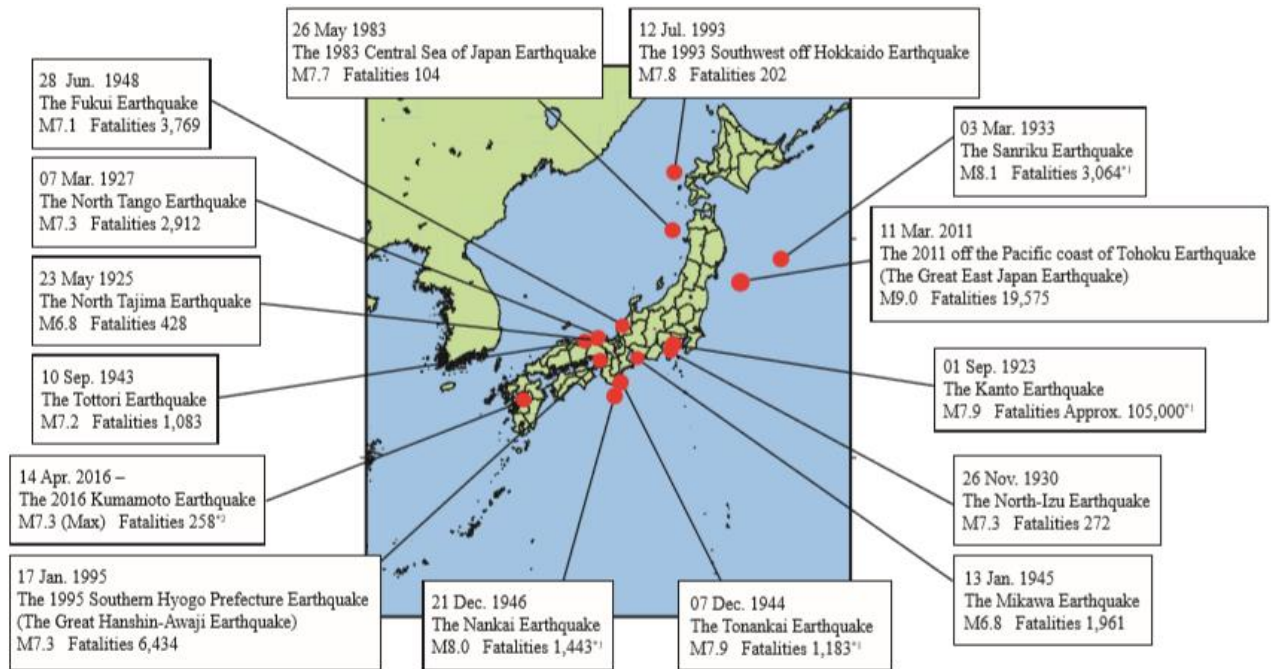 26 May 1983
The 1983 Central Sea of Japan Earthquake
M7.7 Fatalities 104
12 Jul. 1993
The 1993 Southwest off Hokkaido Earthquake
M7.8 Fatalities 202
28 Jun. 1948
The Fukui Earthquake
M7.1 Fatalities 3,769
03 Mar. 1933
The Sanriku Earthquake
M8.1 Fatalities 3,064*¹
07 Mar. 1927
The North Tango Earthquake
M7.3 Fatalities 2,912
11 Mar. 2011
The 2011 off the Pacific coast of Tohoku Earthquake
(The Great East Japan Earthquake)
M9.0 Fatalities 19,575
23 May 1925
The North Tajima Earthquake
M6.8 Fatalities 428
10 Sep. 1943
The Tottori Earthquake
M7.2 Fatalities 1,083
01 Sep. 1923
The Kanto Earthquake
M7.9 Fatalities Approx. 105,000*¹
14 Apr. 2016 –
The 2016 Kumamoto Earthquake
M7.3 (Max) Fatalities 258*²
26 Nov. 1930
The North-Izu Earthquake
M7.3 Fatalities 272
17 Jan. 1995
The 1995 Southern Hyogo Prefecture Earthquake
(The Great Hanshin-Awaji Earthquake)
M7.3 Fatalities 6,434
21 Dec. 1946
The Nankai Earthquake
M8.0 Fatalities 1,443*¹
07 Dec. 1944
The Tonankai Earthquake
M7.9 Fatalities 1,183*¹
13 Jan. 1945
The Mikawa Earthquake
M6.8 Fatalities 1,961